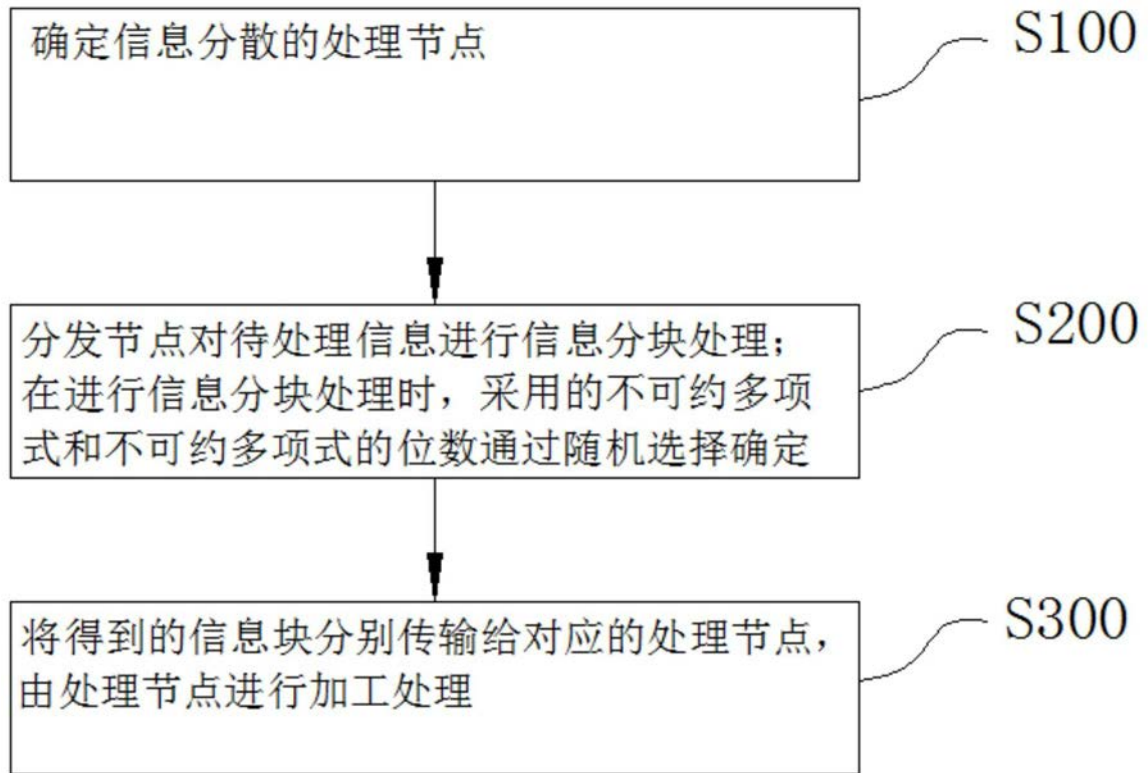 确定信息分散的处理节点
S100
分发节点对待处理信息进行信息分块处理；
在进行信息分块处理时，采用的不可约多项
式和不可约多项式的位数通过随机选择确定
S200
将得到的信息块分别传输给对应的处理节点，
由处理节点进行加工处理
S300